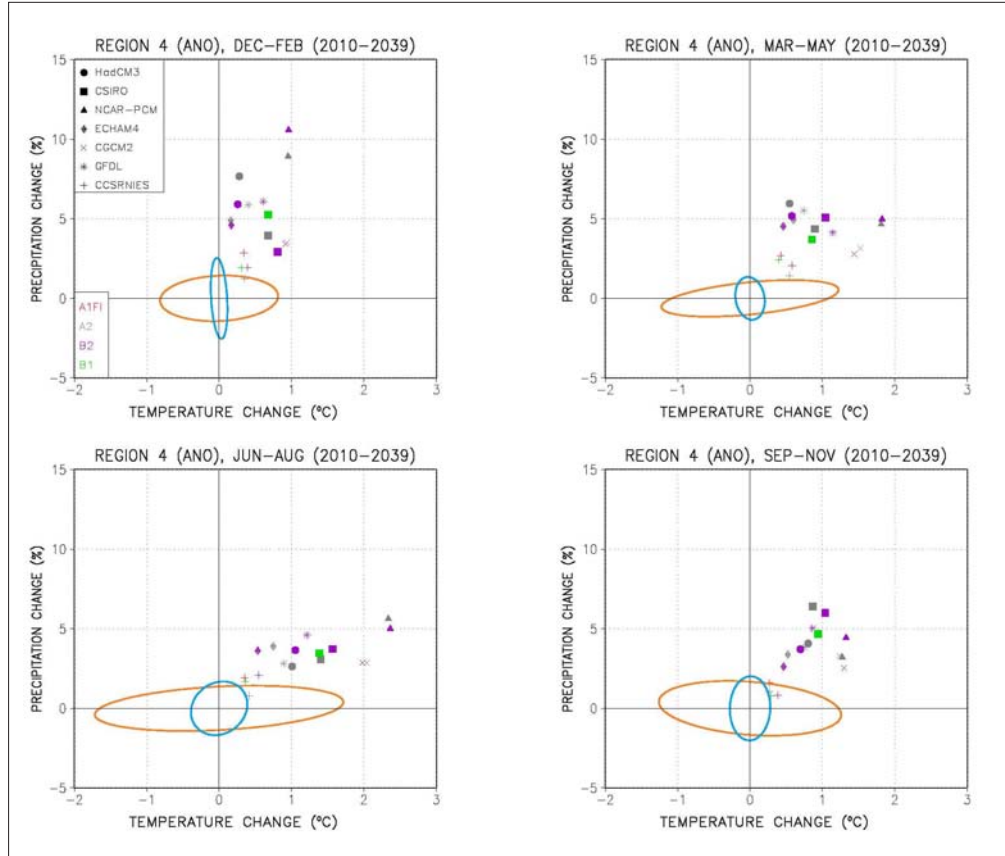 REGION 4 (ANO), DEC-FEB (2010-2039)
PRECIPITATION CHANGE (%)
15
10
5
0
-5
HadCM3
CSIRO
NCAR-PCM
ECHAM4
CGCM2
GFDL
CCSRNIES
A1FI
A2
B2
B1
-2 -1 0 1 2 3
TEMPERATURE CHANGE (ºC)
REGION 4 (ANO), MAR-MAY (2010-2039)
PRECIPITATION CHANGE (%)
15
10
5
0
-5
-2 -1 0 1 2 3
TEMPERATURE CHANGE (ºC)
REGION 4 (ANO), JUN-AUG (2010-2039)
PRECIPITATION CHANGE (%)
15
10
5
0
-5
-2 -1 0 1 2 3
TEMPERATURE CHANGE (ºC)
REGION 4 (ANO), SEP-NOV (2010-2039)
PRECIPITATION CHANGE (%)
15
10
5
0
-5
-2 -1 0 1 2 3
TEMPERATURE CHANGE (ºC)